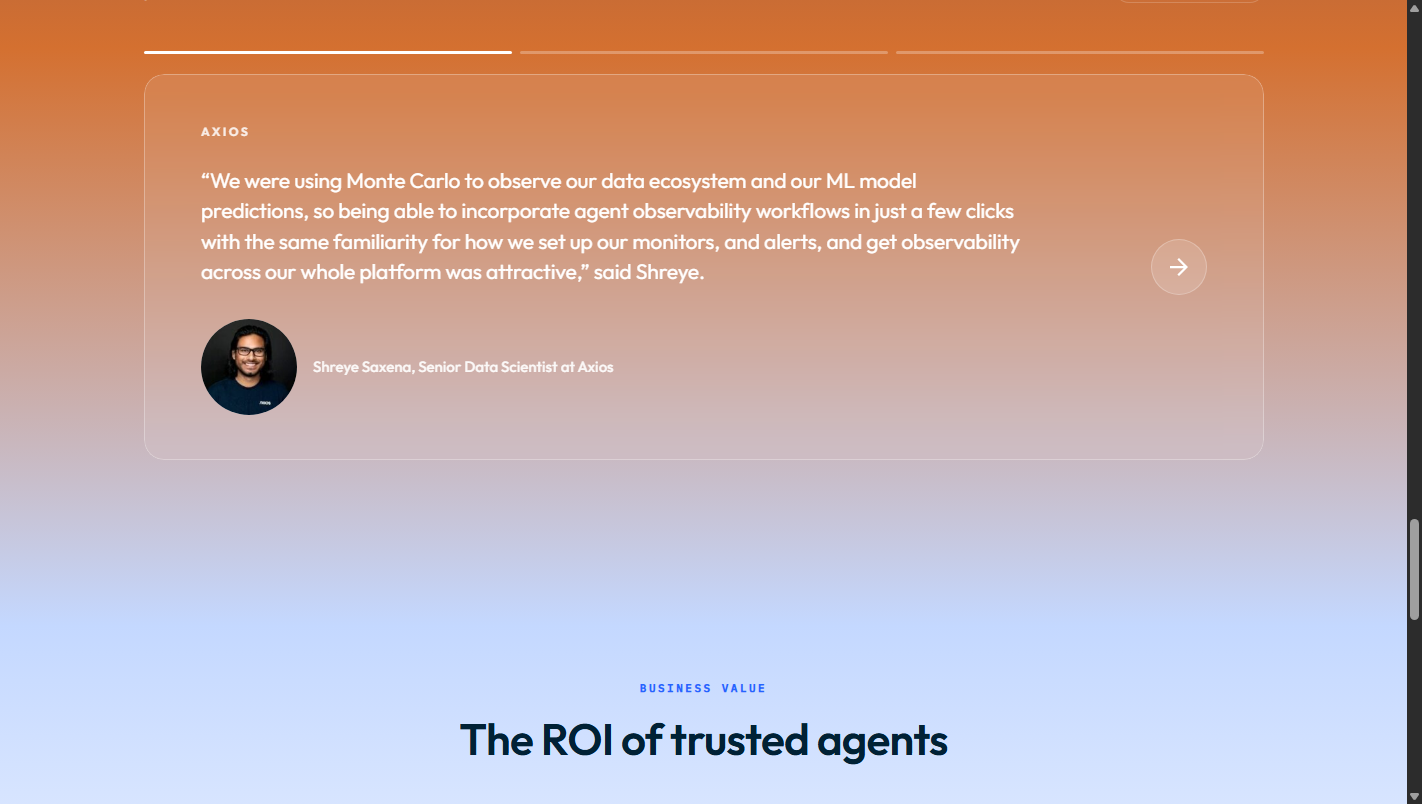 AXIOS
“We were using Monte Carlo to observe our data ecosystem and our ML model
predictions, so being able to incorporate agent observability workflows in just a few clicks
with the same familiarity for how we set up our monitors, and alerts, and get observability
across our whole platform was attractive,” said Shreye.
Shreye Saxena, Senior Data Scientist at Axios
BUSINESS VALUE
The ROI of trusted agents